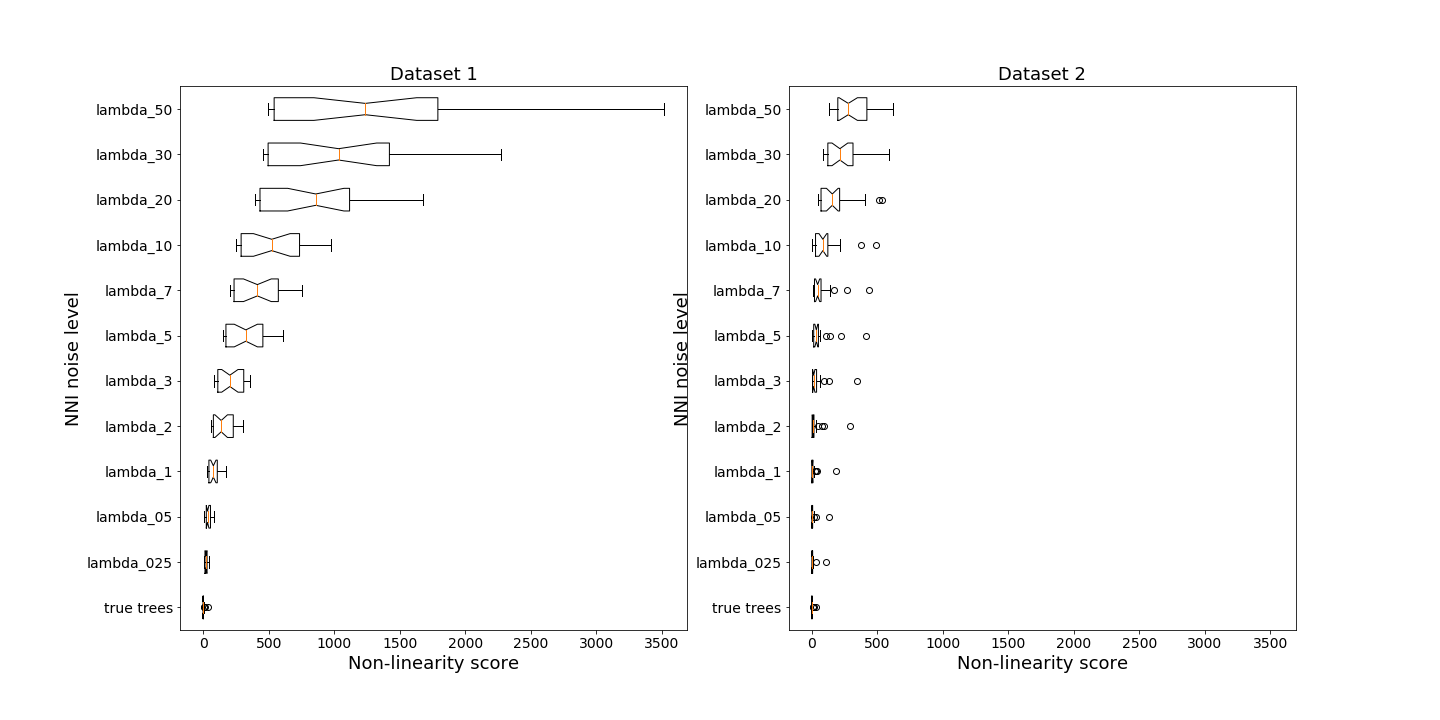 Dataset 1
NNI noise level
lambda_50
lambda_30
lambda_20
lambda_10
lambda_7
lambda_5
lambda_3
lambda_2
lambda_1
lambda_05
lambda_025
true trees
0 500 1000 1500 2000 2500 3000 3500
Non-linearity score
Dataset 2
NNI noise level
lambda_50
lambda_30
lambda_20
lambda_10
lambda_7
lambda_5
lambda_3
lambda_2
lambda_1
lambda_05
lambda_025
true trees
0 500 1000 1500 2000 2500 3000 3500
Non-linearity score